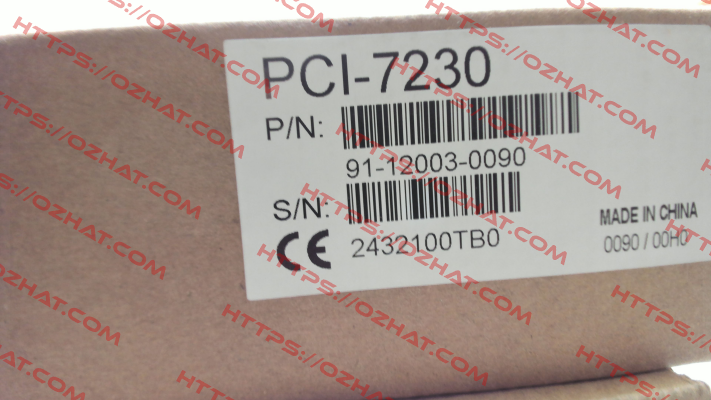 PCI-7230
P/N:
91-12003-0090
S/N:
CE 2432100TB0
MADE IN CHINA
0090 / 00H0
HTTPS://OZHAT.COM